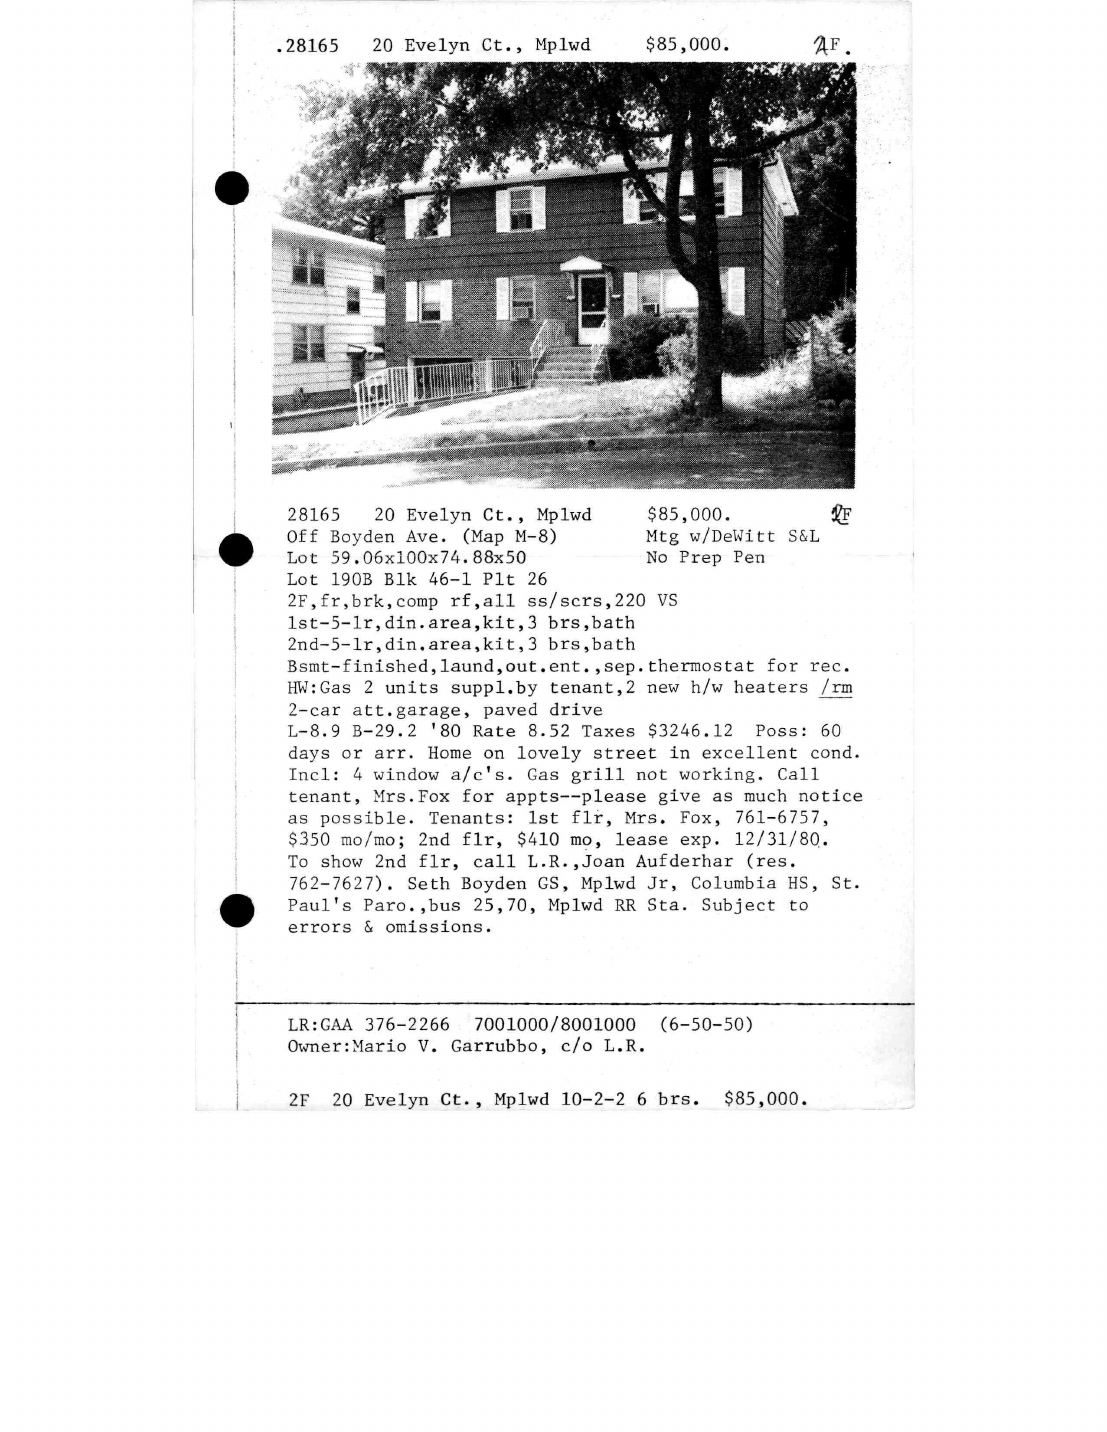 .28165 20 Evelyn Ct., Mplwd $85,000. 2F.
28165 20 Evelyn Ct., Mplwd $85,000. 2F
Off Boyden Ave. (Map M-8) Mtg w/DeWitt S&L
Lot 59.06x100x74.88x50 No Prep Pen
Lot 190B Blk 46-1 Plt 26
2F,fr,brk,comp rf,all ss/scrs,220 VS
1st-5-lr,din.area,kit,3 brs,bath
2nd-5-lr,din.area,kit,3 brs,bath
Bsmt-finished,laund,out.ent.,sep.thermostat for rec.
HW:Gas 2 units suppl.by tenant,2 new h/w heaters /rm
2-car att.garage, paved drive
L-8.9 B-29.2 '80 Rate 8.52 Taxes $3246.12 Poss: 60
days or arr. Home on lovely street in excellent cond.
Incl: 4 window a/c's. Gas grill not working. Call
tenant, Mrs.Fox for appts--please give as much notice
as possible. Tenants: 1st flr, Mrs. Fox, 761-6757,
$350 mo/mo; 2nd flr, $410 mo, lease exp. 12/31/80.
To show 2nd flr, call L.R.,Joan Aufderhar (res.
762-7627). Seth Boyden GS, Mplwd Jr, Columbia HS, St.
Paul's Paro.,bus 25,70, Mplwd RR Sta. Subject to
errors & omissions.
LR:GAA 376-2266 7001000/8001000 (6-50-50)
Owner:Mario V. Garrubbo, c/o L.R.
2F 20 Evelyn Ct., Mplwd 10-2-2 6 brs. $85,000.